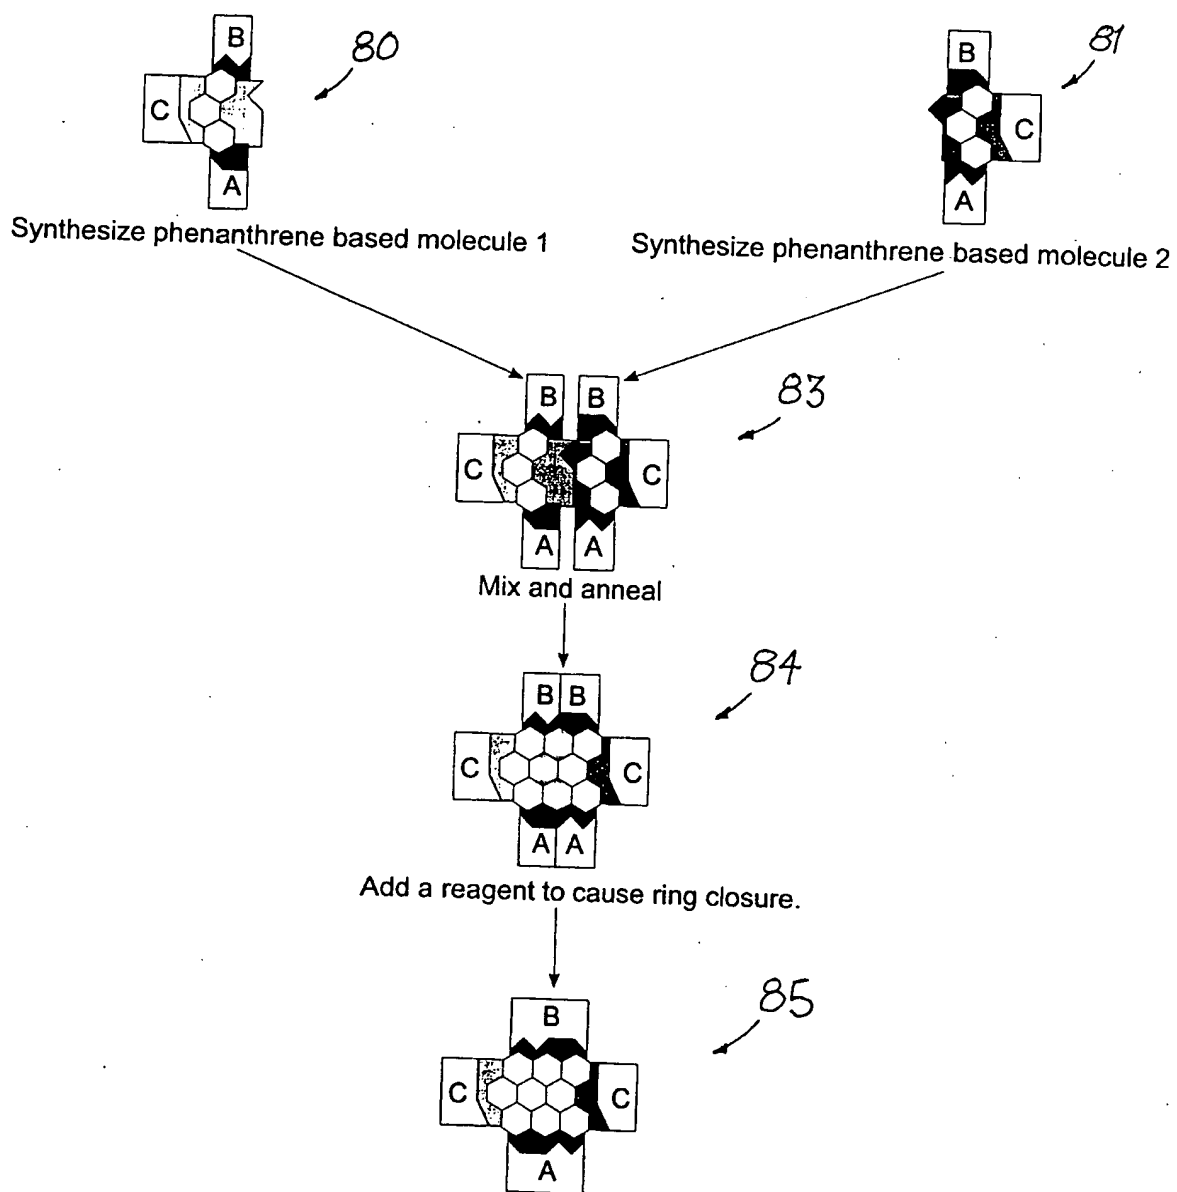 B
80
C
A
Synthesize phenanthrene based molecule 1
B
81
C
A
Synthesize phenanthrene based molecule 2
B B
83
C C
A A
Mix and anneal
B B
84
C C
A A
Add a reagent to cause ring closure.
B
85
C C
A